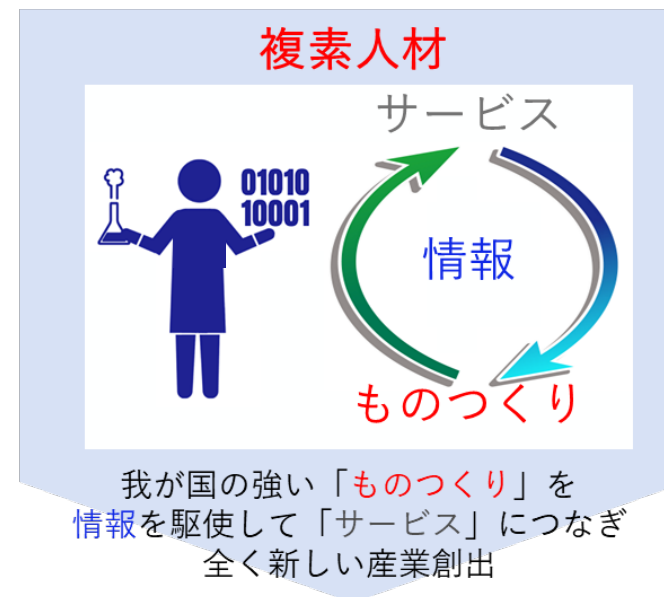 複素人材
サービス
01010
10001
情報
ものつくり
我が国の強い「ものつくり」を
情報を駆使して「サービス」につなぎ
全く新しい産業創出